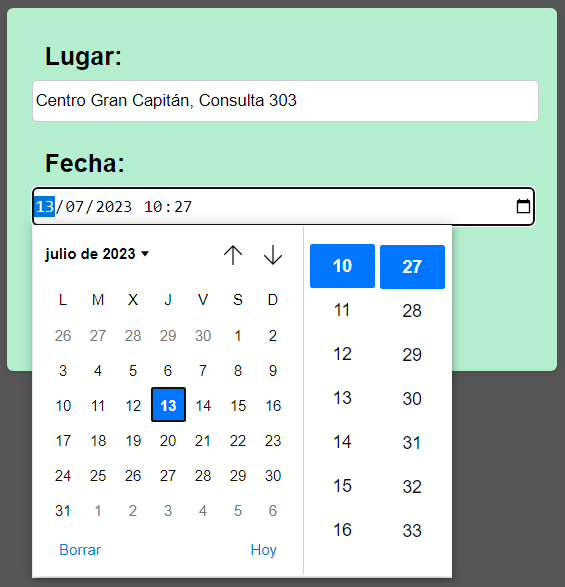 Lugar:
Centro Gran Capitán, Consulta 303
Fecha:
13/07/2023 10:27
julio de 2023
L M X J V S D
26 27 28 29 30 1 2
3 4 5 6 7 8 9
10 11 12 13 14 15 16
17 18 19 20 21 22 23
24 25 26 27 28 29 30
31 1 2 3 4 5 6
Borrar Hoy
10 27
11 28
12 29
13 30
14 31
15 32
16 33